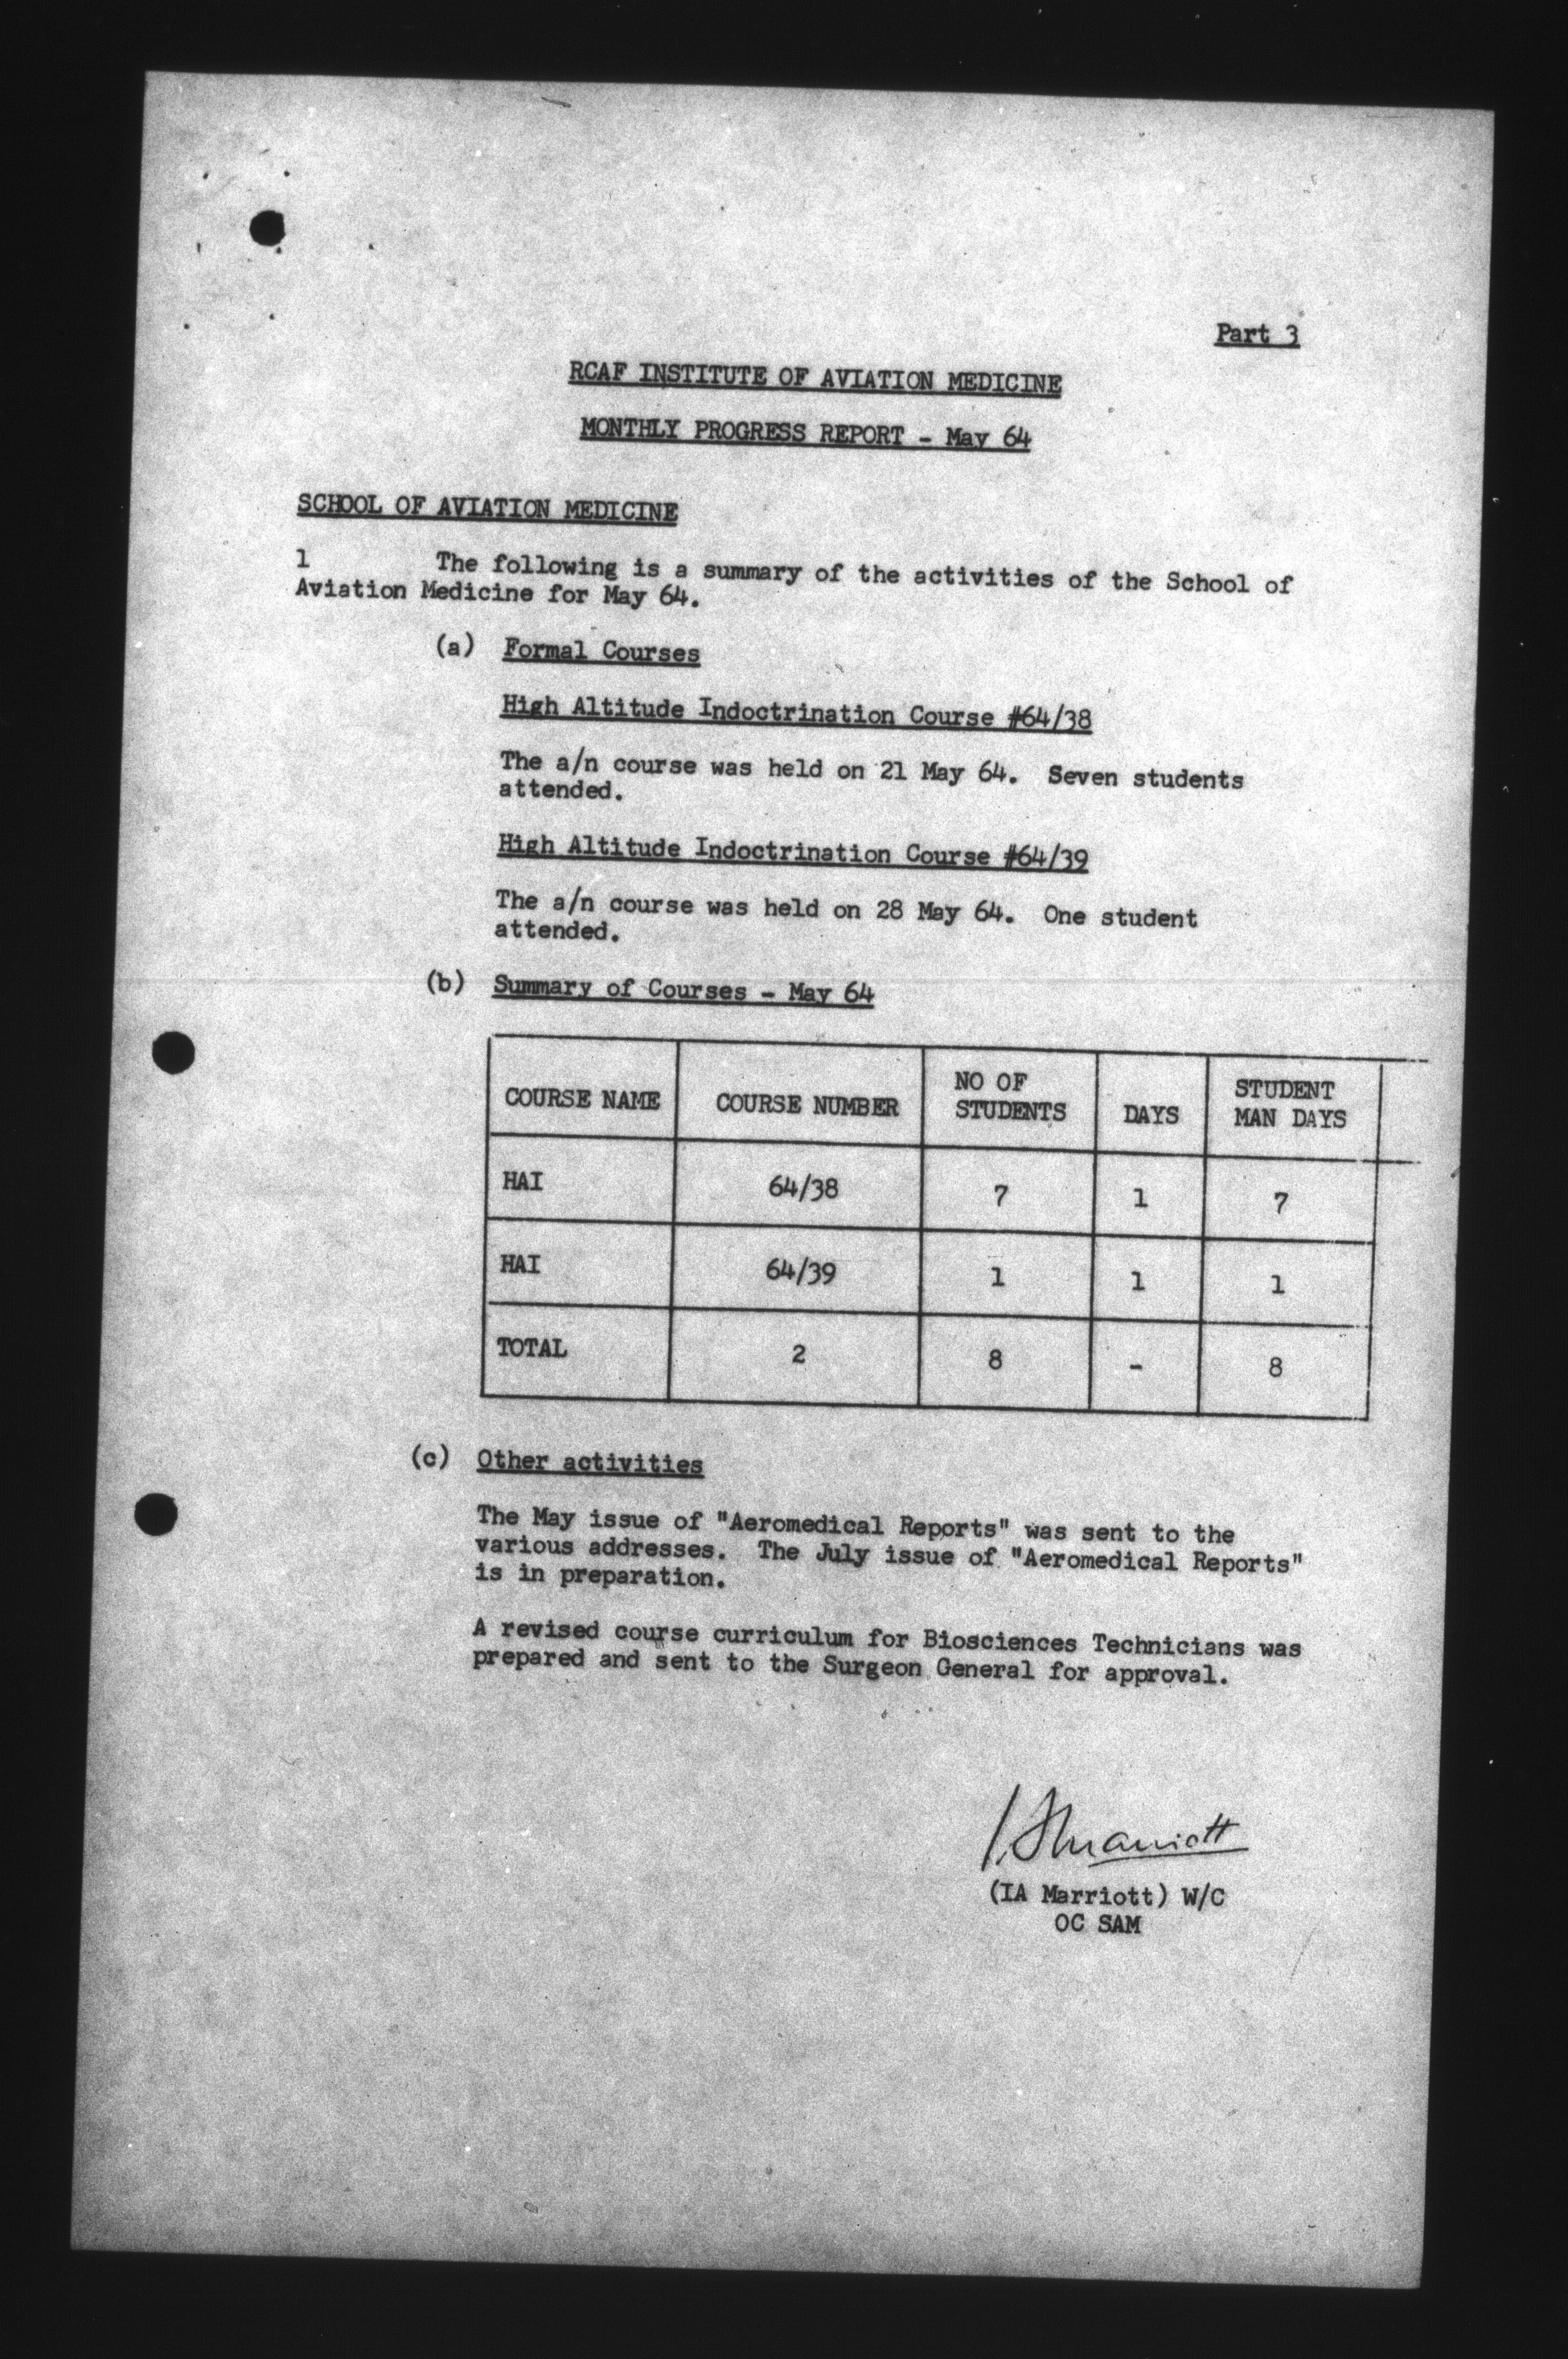 Part 3
RCAF INSTITUTE OF AVIATION MEDICINE
MONTHLY PROGRESS REPORT - May 64
SCHOOL OF AVIATION MEDICINE
1 The following is a summary of the activities of the School of
Aviation Medicine for May 64.
(a) Formal Courses
High Altitude Indoctrination Course #64/38
The a/n course was held on 21 May 64. Seven students
attended.
High Altitude Indoctrination Course #64/39
The a/n course was held on 28 May 64. One student
attended.
(b) Summary of Courses - May 64
COURSE NAME COURSE NUMBER NO OF STUDENTS DAYS STUDENT MAN DAYS
HAI 64/38 7 1 7
HAI 64/39 1 1 1
TOTAL 2 8 - 8
(c) Other activities
The May issue of "Aeromedical Reports" was sent to the
various addresses. The July issue of "Aeromedical Reports"
is in preparation.
A revised course curriculum for Biosciences Technicians was
prepared and sent to the Surgeon General for approval.
IAMarriott
(IA Marriott) W/C
OC SAM